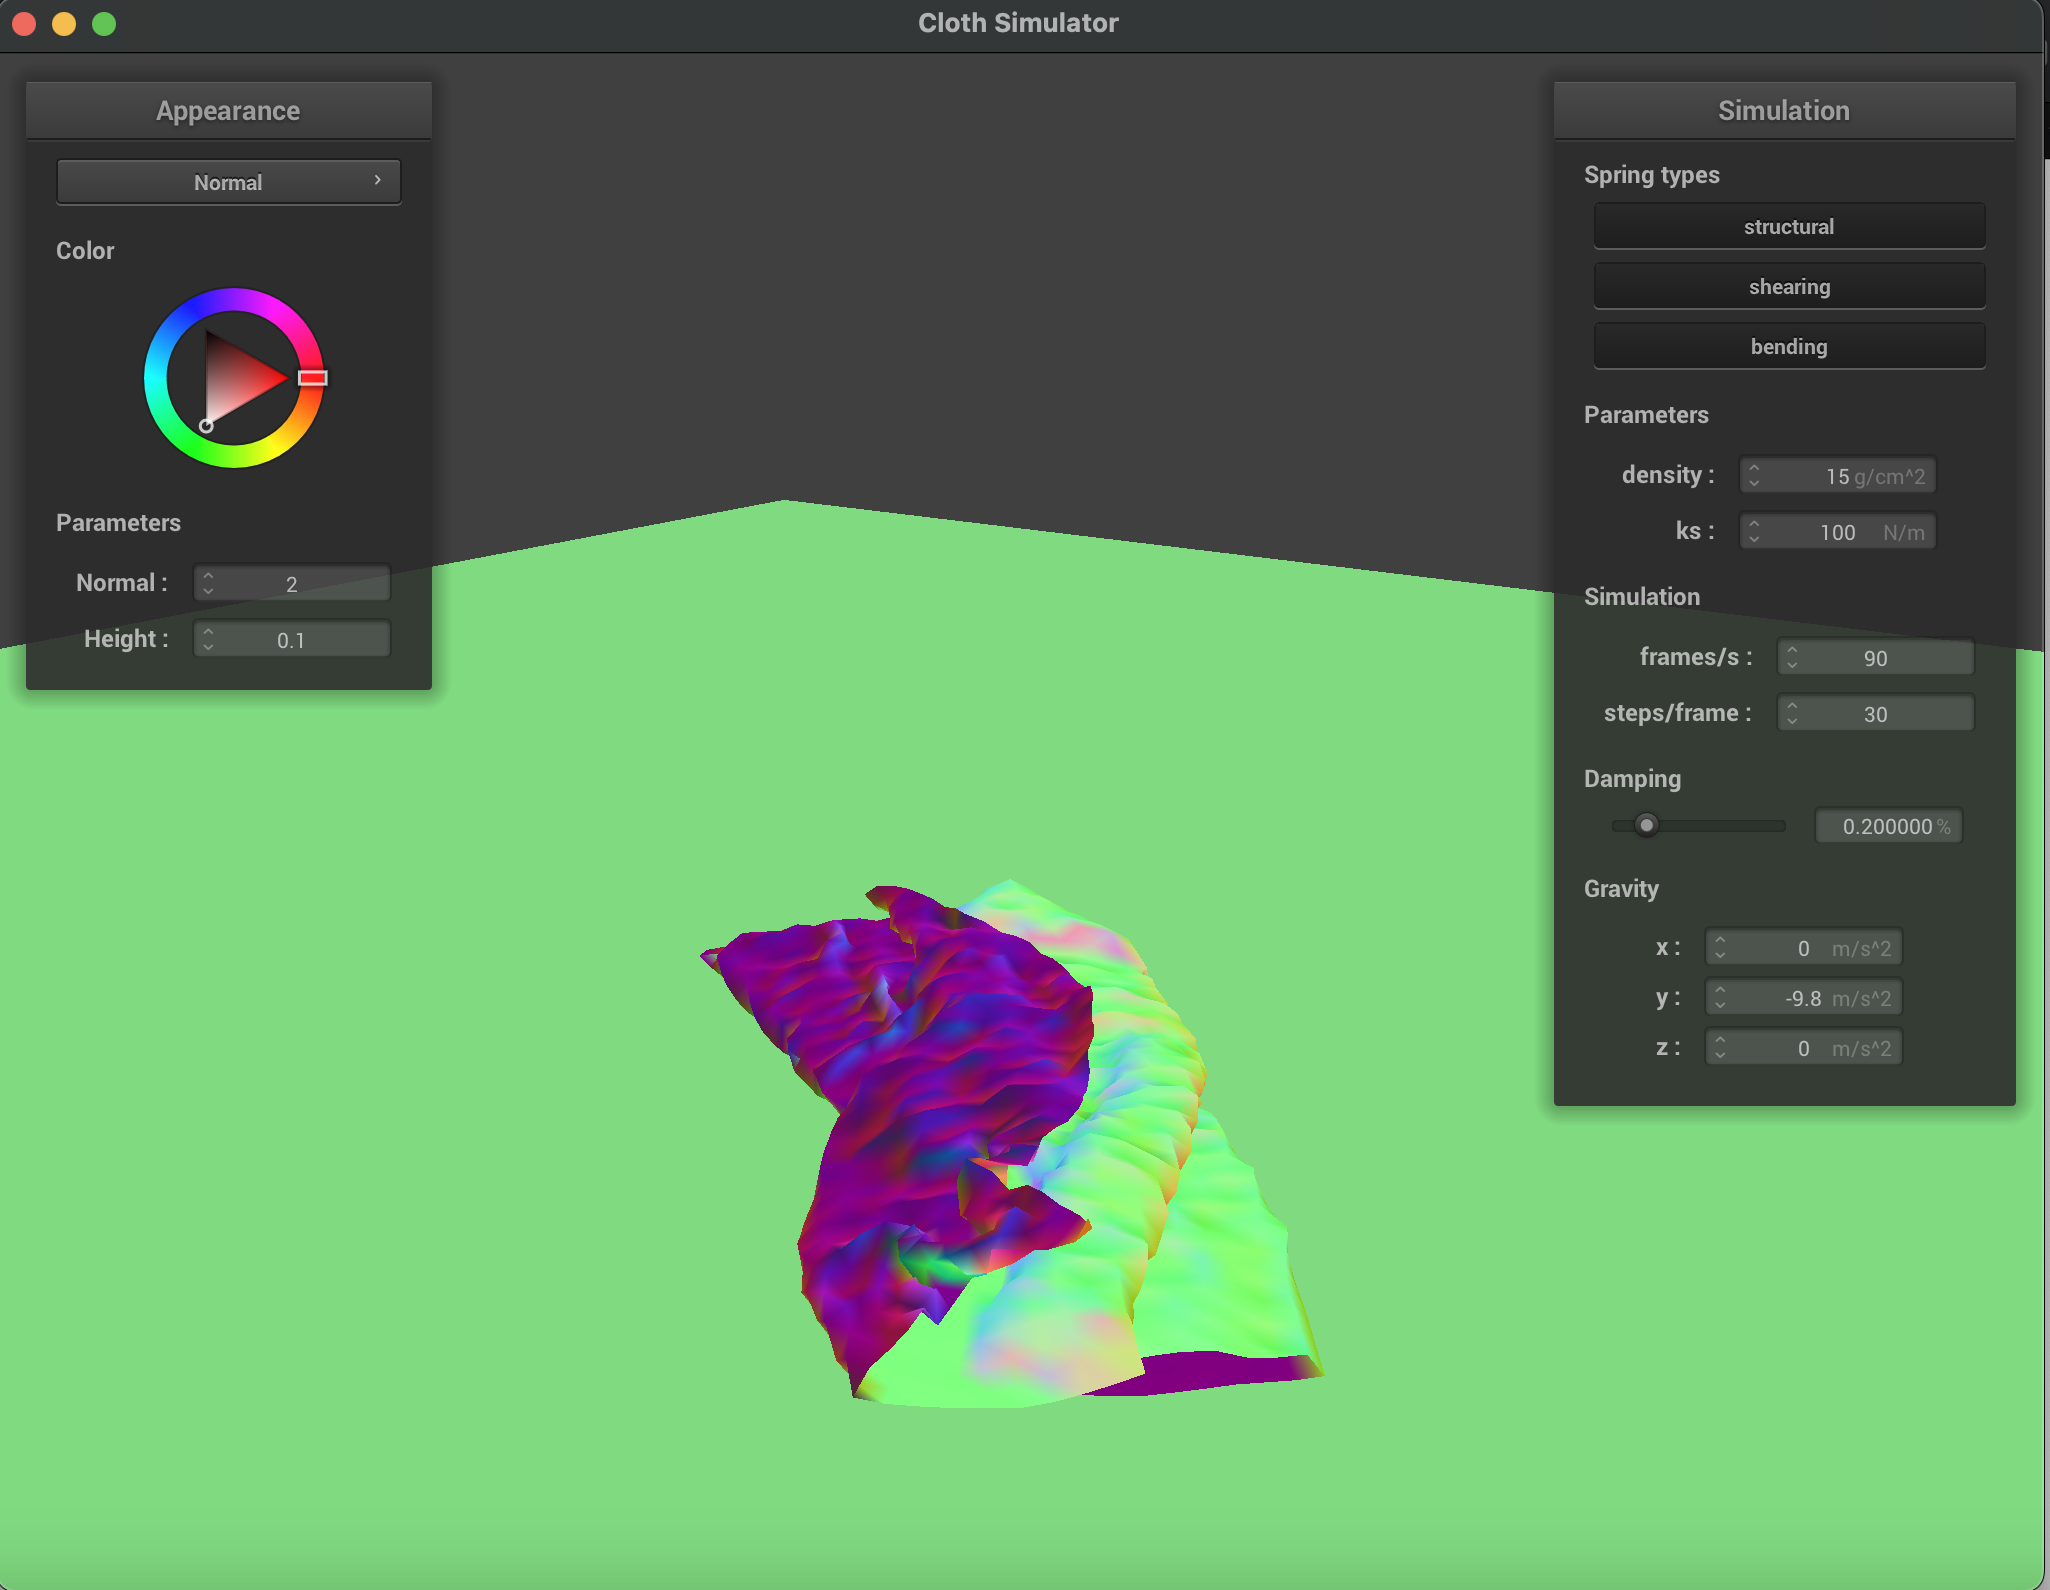 Cloth Simulator
Appearance
Normal
Color
Parameters
Normal : 2
Height : 0.1
Simulation
Spring types
structural
shearing
bending
Parameters
density : 15 g/cm^2
ks : 100 N/m
Simulation
frames/s : 90
steps/frame : 30
Damping
0.200000 %
Gravity
x : 0 m/s^2
y : -9.8 m/s^2
z : 0 m/s^2